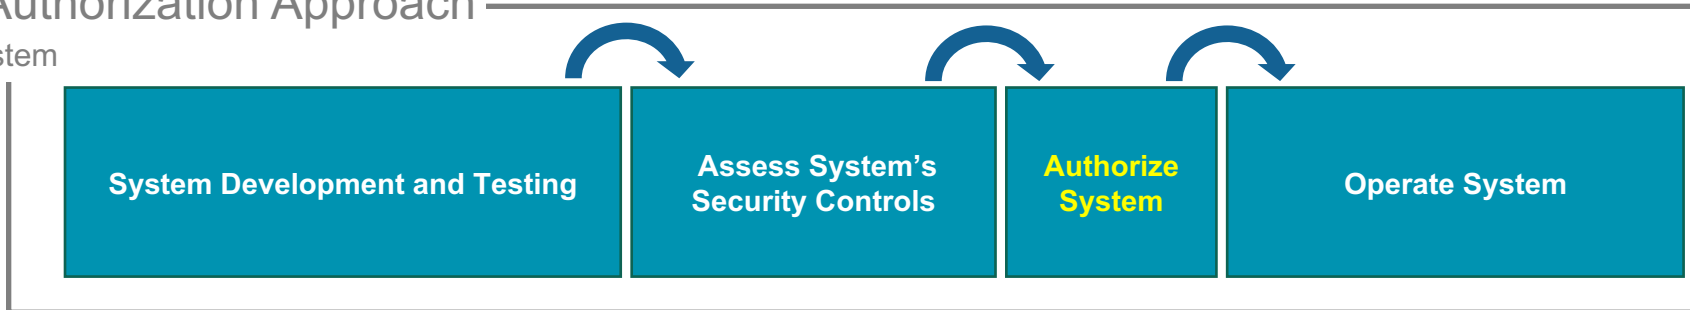 Authorization Approach
stem
System Development and Testing
Assess System's
Security Controls
Authorize
System
Operate System